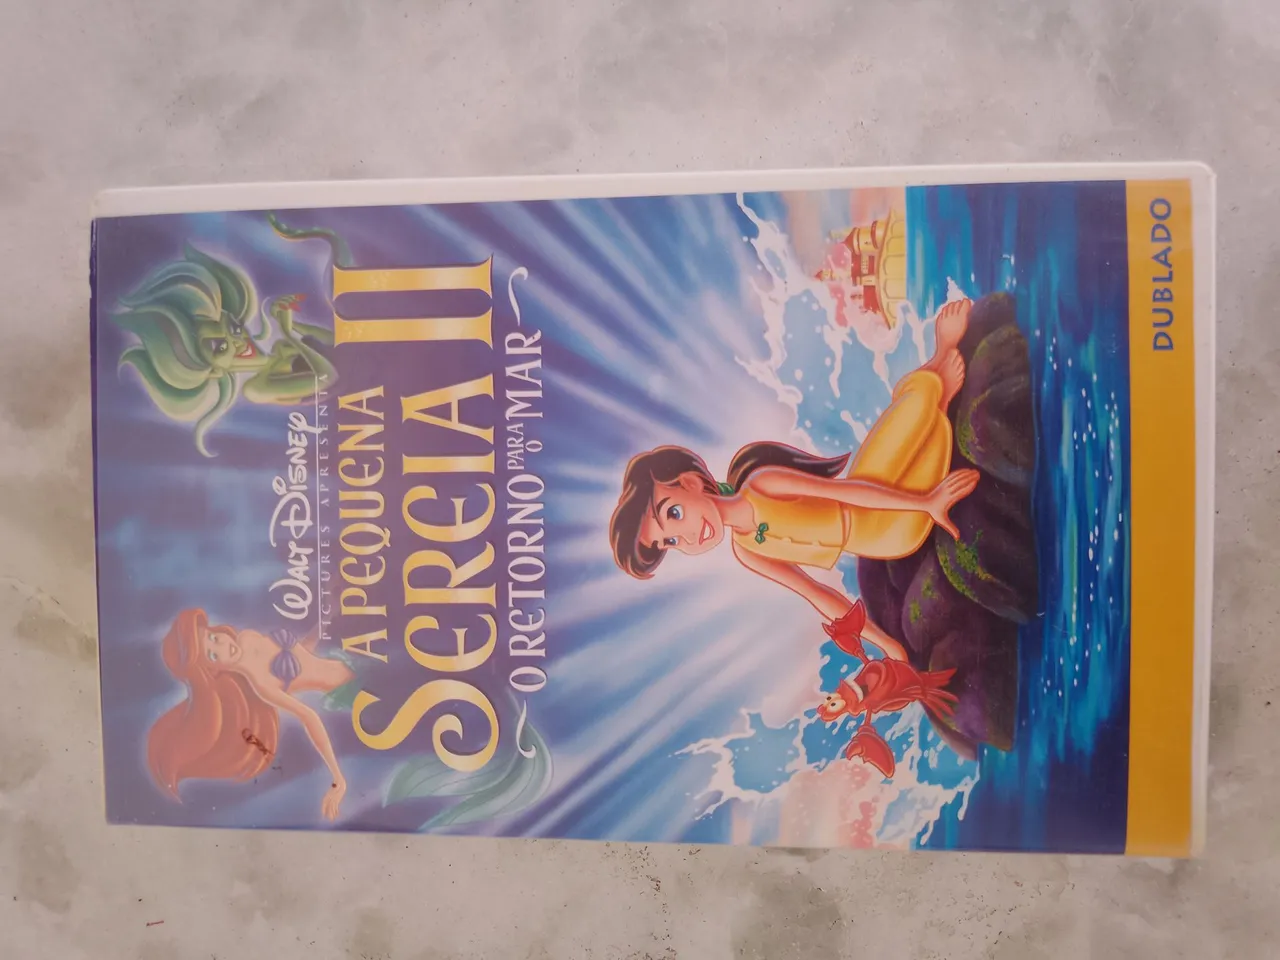 WALT DISNEY
PICTURES APRESENTA
A PEQUENA
SEREIA II
O RETORNO PARA O MAR
DUBLADO